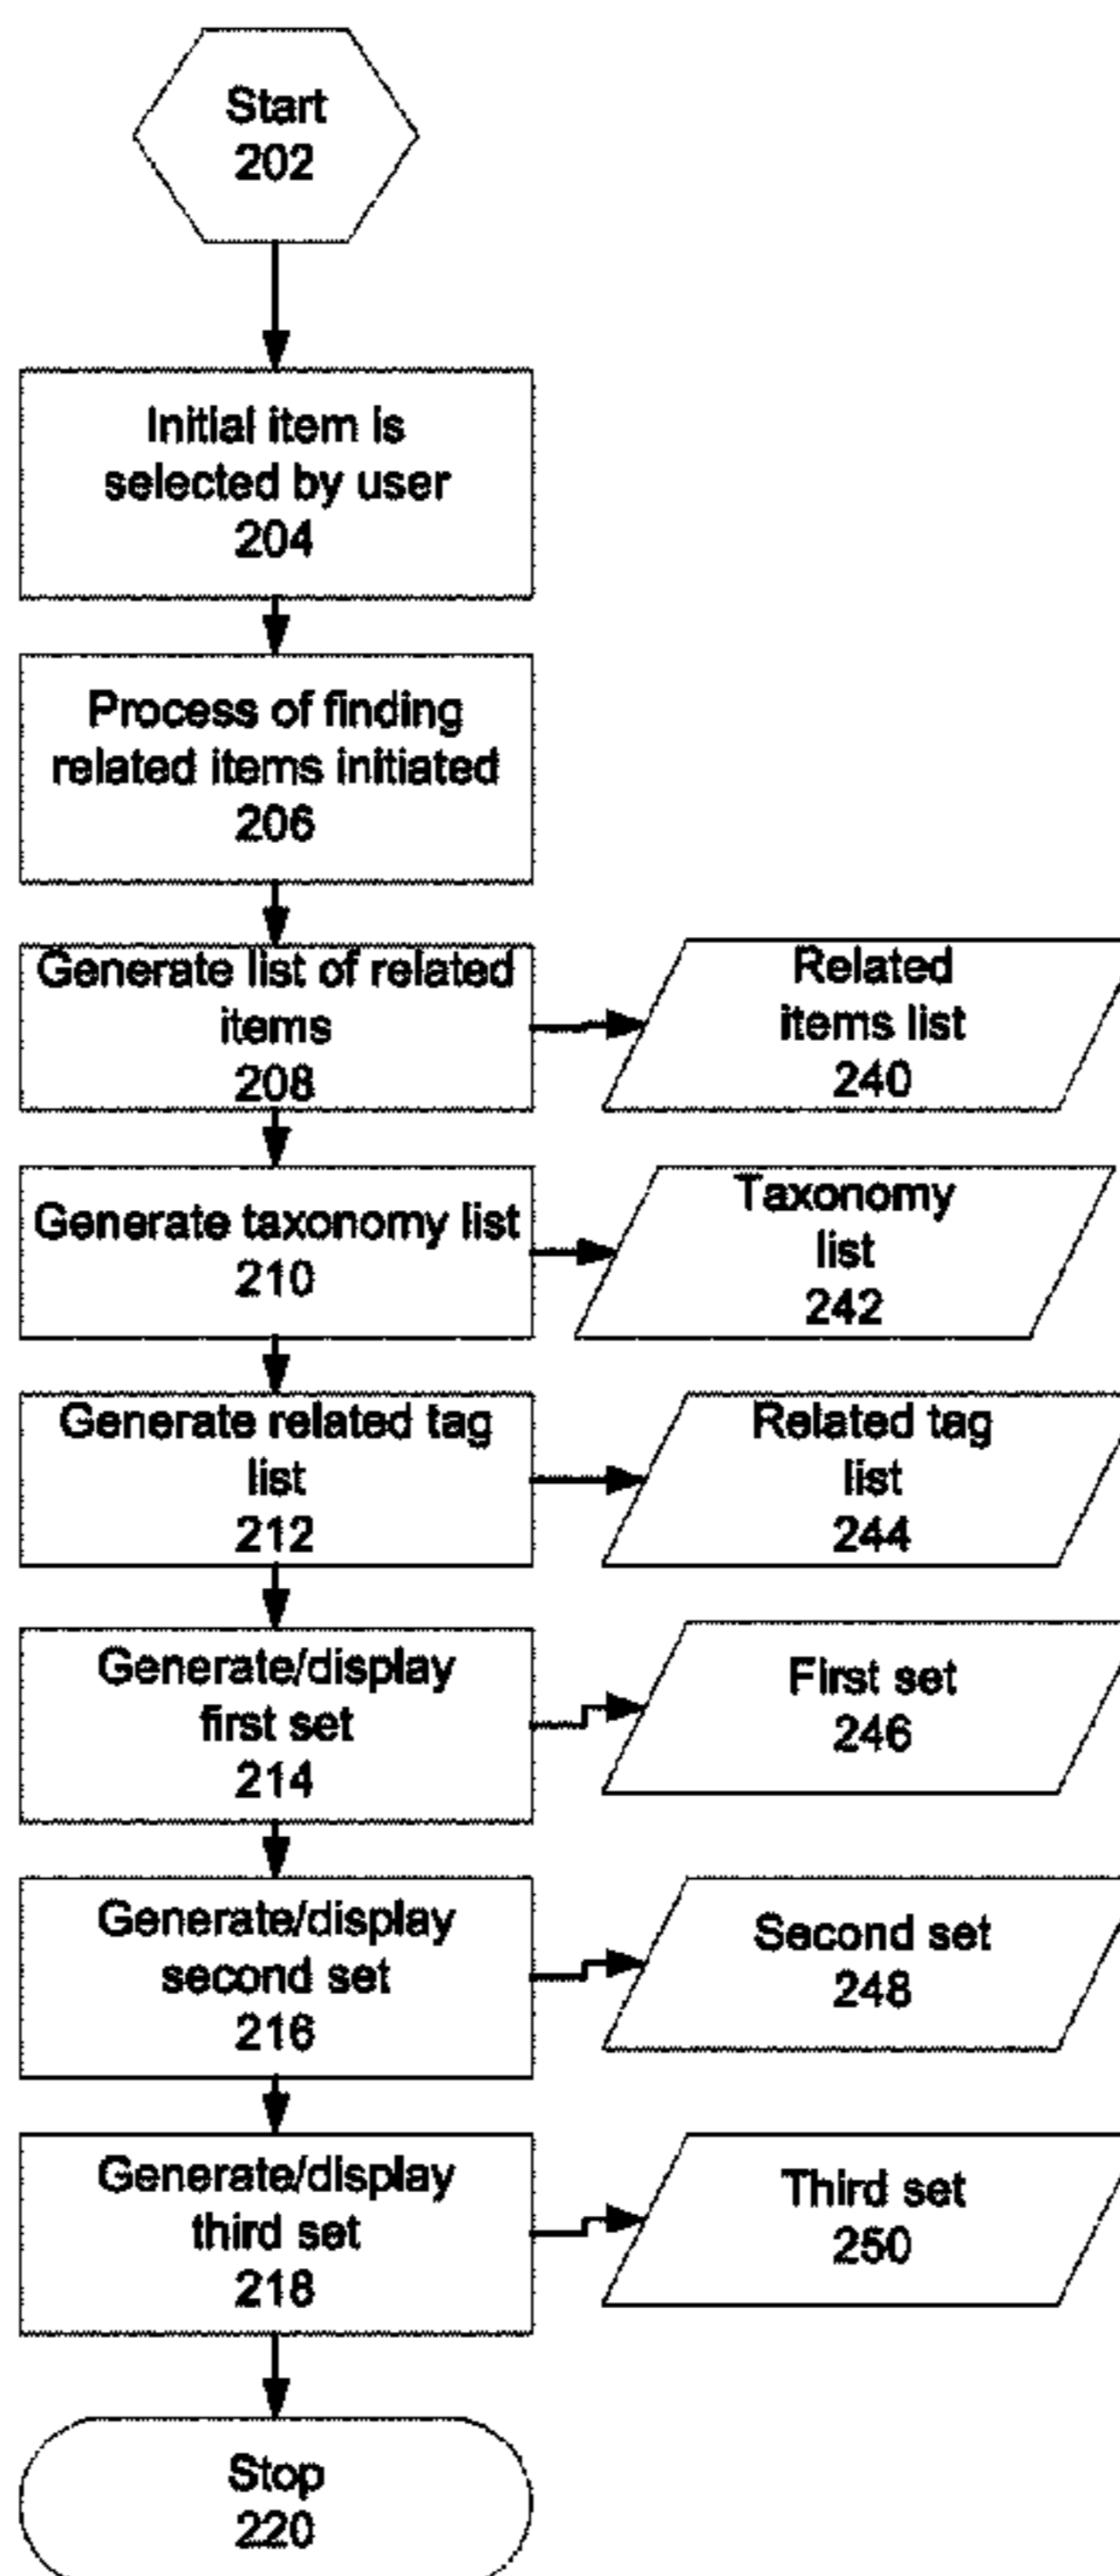 Start
202
Initial item is
selected by user
204
Process of finding
related items initiated
206
Generate list of related
items
208
Related
items list
240
Generate taxonomy list
210
Taxonomy
list
242
Generate related tag
list
212
Related tag
list
244
Generate/display
first set
214
First set
246
Generate/display
second set
216
Second set
248
Generate/display
third set
218
Third set
250
Stop
220